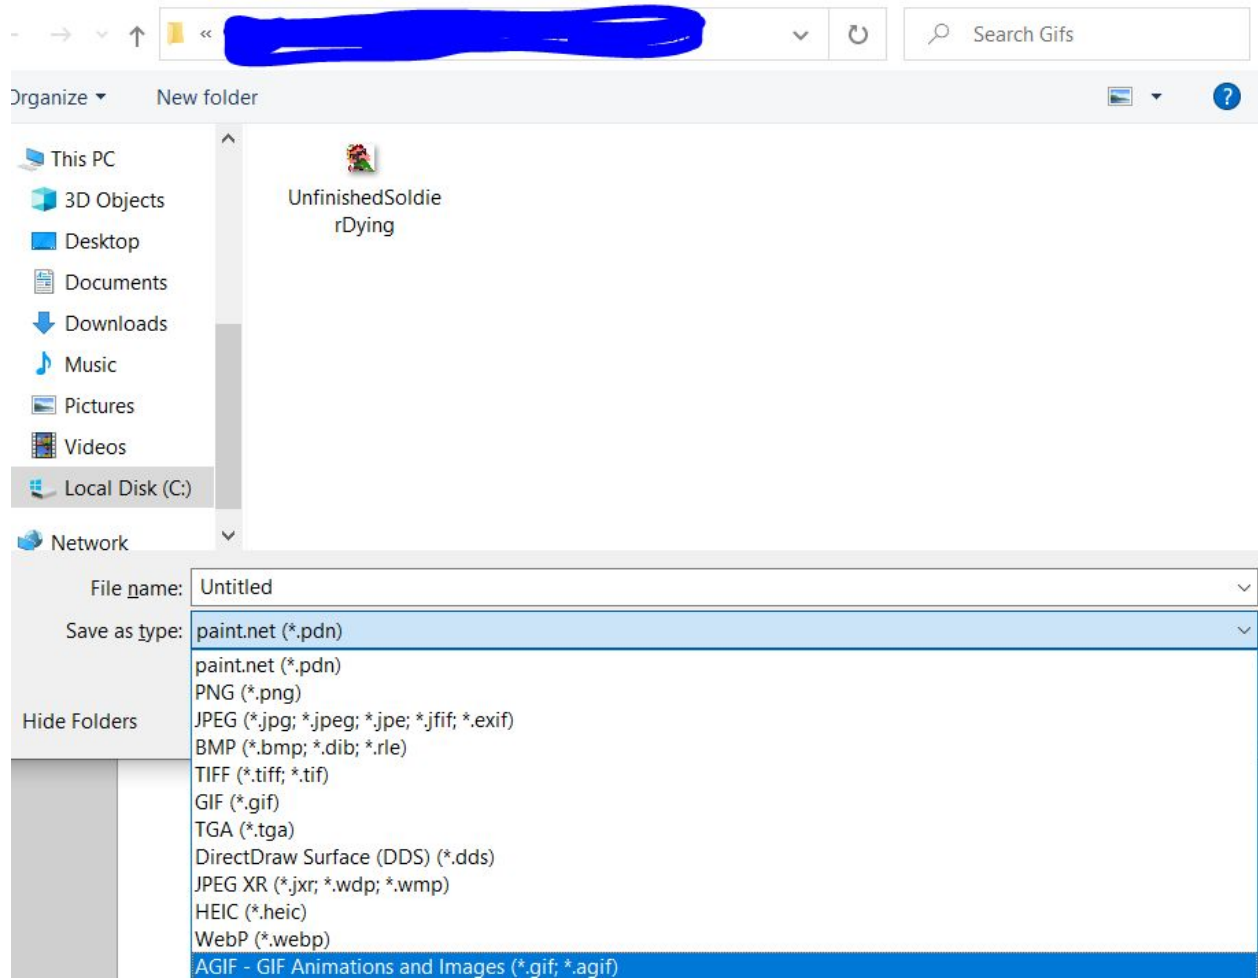 «
Search Gifs
Organize
New folder
?
This PC
3D Objects
Desktop
Documents
Downloads
Music
Pictures
Videos
Local Disk (C:)
Network
UnfinishedSoldie
rDying
File name: Untitled
Save as type: paint.net (*.pdn)
paint.net (*.pdn)
PNG (*.png)
JPEG (*.jpg; *.jpeg; *.jpe; *.jfif; *.exif)
BMP (*.bmp; *.dib; *.rle)
TIFF (*.tiff; *.tif)
GIF (*.gif)
TGA (*.tga)
DirectDraw Surface (DDS) (*.dds)
JPEG XR (*.jxr; *.wdp; *.wmp)
HEIC (*.heic)
WebP (*.webp)
AGIF - GIF Animations and Images (*.gif; *.agif)
Hide Folders